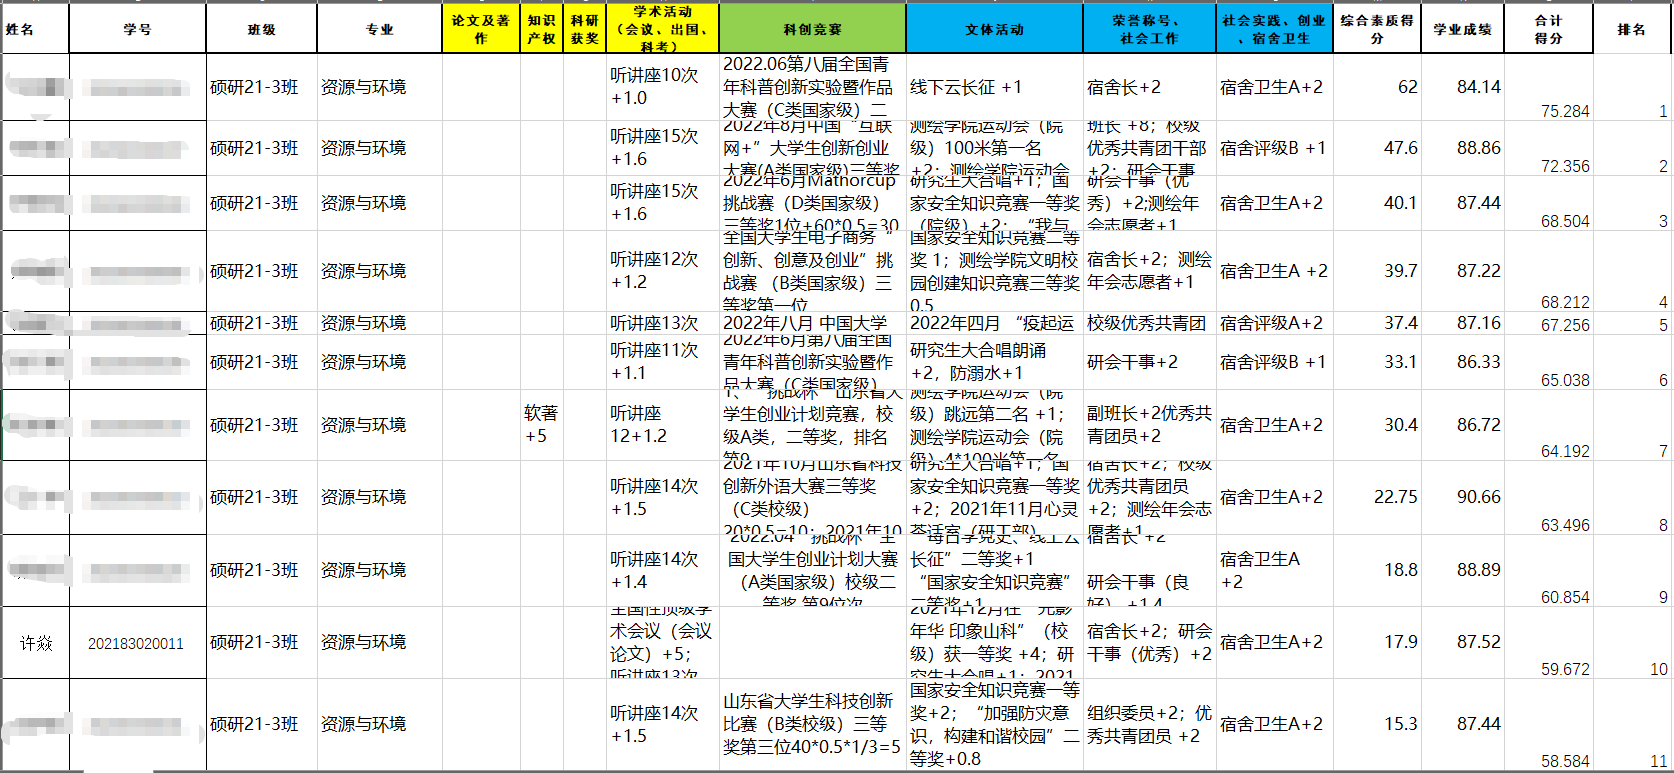 姓名 学号 班级 专业 论文及著作 知识产权 科研获奖 学术活动（会议、出国、科考） 科创竞赛 文体活动 荣誉称号、社会工作 社会实践、创业、宿舍卫生 综合素质得分 学业成绩 合计得分 排名
硕研21-3班 资源与环境 听讲座10次+1.0 2022.06第八届全国青年科普创新实验暨作品大赛（C类国家级）二 线下云长征 +1 宿舍长+2 宿舍卫生A+2 62 84.14 75.284 1
硕研21-3班 资源与环境 听讲座15次+1.6 2022年8月中国“互联网+”大学生创新创业大赛(A类国家级)三等奖 测绘学院运动会（院级）100米第一名+2；测绘学院运动会 班长 +8；校级优秀共青团干部+2；研会干事 宿舍评级B +1 47.6 88.86 72.356 2
硕研21-3班 资源与环境 听讲座15次+1.6 2022年6月Mathorcup挑战赛（D类国家级）三等奖1位+60*0.5=30 研究生大合唱+1；国家安全知识竞赛一等奖（院级）+2；“我与 研会干事（优秀）+2;测绘年会志愿者+1 宿舍卫生A+2 40.1 87.44 68.504 3
硕研21-3班 资源与环境 听讲座12次+1.2 全国大学生电子商务“创新、创意及创业”挑战赛 （B类国家级）三等奖第一位 国家安全知识竞赛二等奖 1；测绘学院文明校园创建知识竞赛三等奖0.5 宿舍长+2；测绘年会志愿者+1 宿舍卫生A +2 39.7 87.22 68.212 4
硕研21-3班 资源与环境 听讲座13次 2022年八月 中国大学 2022年四月 “疫起运 校级优秀共青团 宿舍评级A+2 37.4 87.16 67.256 5
硕研21-3班 资源与环境 听讲座11次+1.1 2022年6月第八届全国青年科普创新实验暨作品大赛（C类国家级） 研究生大合唱朗诵+2，防溺水+1 研会干事+2 宿舍评级B +1 33.1 86.33 65.038 6
硕研21-3班 资源与环境 软著+5 听讲座12+1.2 1、“挑战杯”山东省大学生创业计划竞赛，校级A类，二等奖，排名第9 测绘学院运动会（院级）跳远第二名 +1；测绘学院运动会（院级）4*100米第一名 副班长+2优秀共青团员+2 宿舍卫生A+2 30.4 86.72 64.192 7
硕研21-3班 资源与环境 听讲座14次+1.5 2021年10月山东省科技创新外语大赛三等奖（C类校级）20*0.5=10；2021年10 研究生大合唱+1；国家安全知识竞赛一等奖+2；2021年11月心灵荟活室（研工部） 宿舍长+2；校级优秀共青团员+2；测绘年会志愿者+1 宿舍卫生A+2 22.75 90.66 63.496 8
硕研21-3班 资源与环境 听讲座14次+1.4 2022.04“挑战杯”全国大学生创业计划大赛（A类国家级）校级二等奖 第9位次 “每日学党史、线上云长征”二等奖+1 “国家安全知识竞赛”二等奖+1 宿舍长 +2 研会干事（良好） +1.4 宿舍卫生A+2 18.8 88.89 60.854 9
许焱 202183020011 硕研21-3班 资源与环境 全国性顶级学术会议（会议论文）+5；听讲座13次 2021年12月在“光影年华 印象山科”（校级）获一等奖 +4；研究生大合唱+1；2021 宿舍长+2；研会干事（优秀）+2 宿舍卫生A+2 17.9 87.52 59.672 10
硕研21-3班 资源与环境 听讲座14次+1.5 山东省大学生科技创新比赛（B类校级）三等奖第三位40*0.5*1/3=5 国家安全知识竞赛一等奖+2；“加强防灾意识，构建和谐校园”二等奖+0.8 组织委员+2；优秀共青团员 +2 宿舍卫生A+2 15.3 87.44 58.584 11